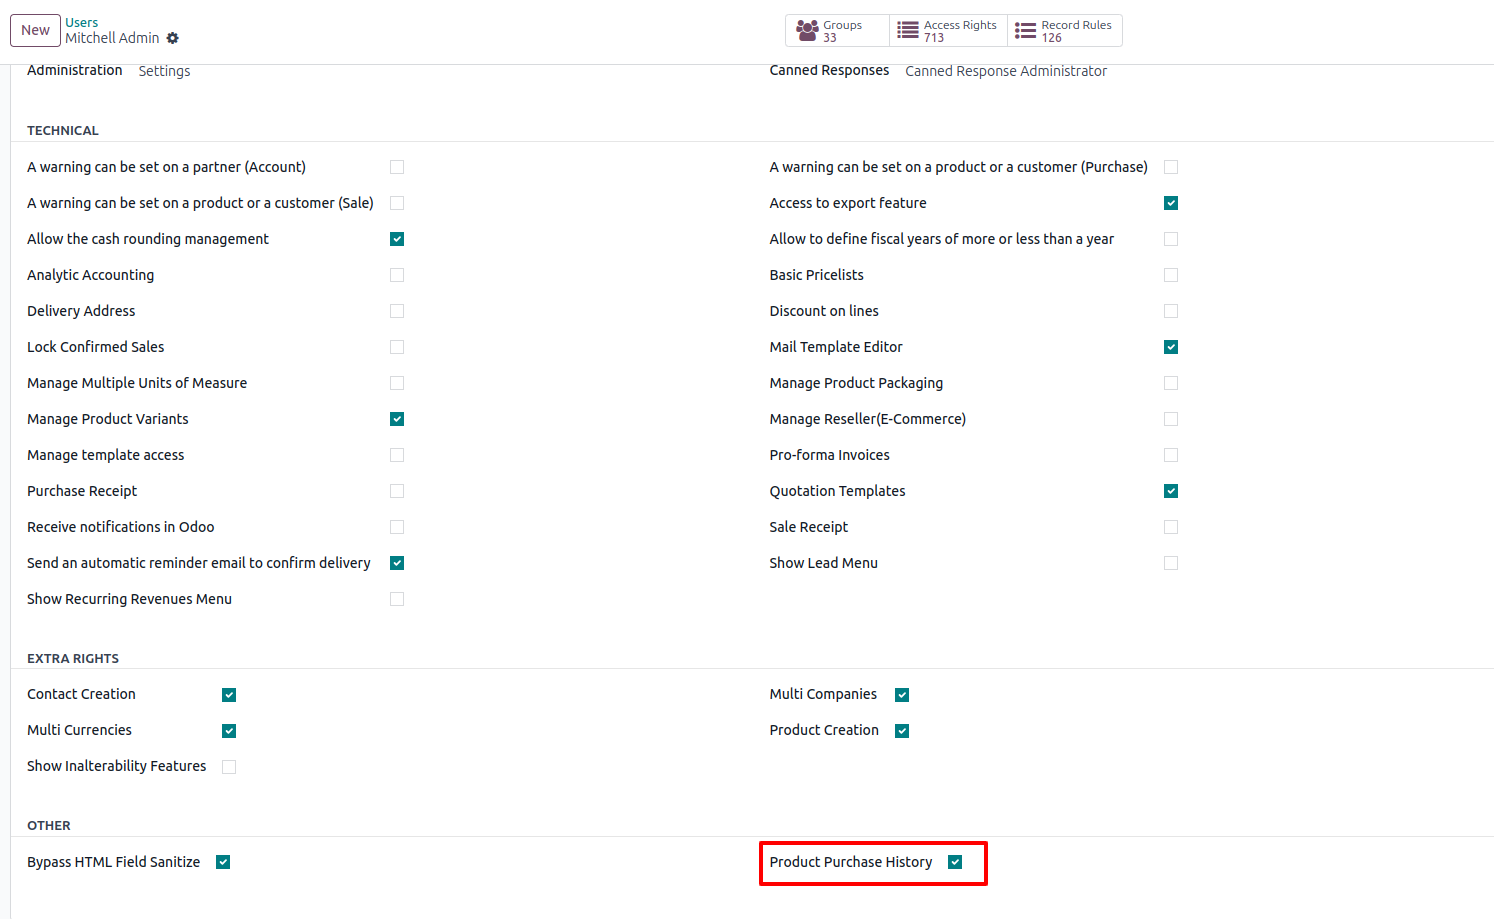 New
Users
Mitchell Admin
Groups
33
Access Rights
713
Record Rules
126
Administration Settings
Canned Responses Canned Response Administrator
TECHNICAL
A warning can be set on a partner (Account)
A warning can be set on a product or a customer (Purchase)
A warning can be set on a product or a customer (Sale)
Access to export feature
Allow the cash rounding management
Allow to define fiscal years of more or less than a year
Analytic Accounting
Basic Pricelists
Delivery Address
Discount on lines
Lock Confirmed Sales
Mail Template Editor
Manage Multiple Units of Measure
Manage Product Packaging
Manage Product Variants
Manage Reseller(E-Commerce)
Manage template access
Pro-forma Invoices
Purchase Receipt
Quotation Templates
Receive notifications in Odoo
Sale Receipt
Send an automatic reminder email to confirm delivery
Show Lead Menu
Show Recurring Revenues Menu
EXTRA RIGHTS
Contact Creation
Multi Companies
Multi Currencies
Product Creation
Show Inalterability Features
OTHER
Bypass HTML Field Sanitize
Product Purchase History